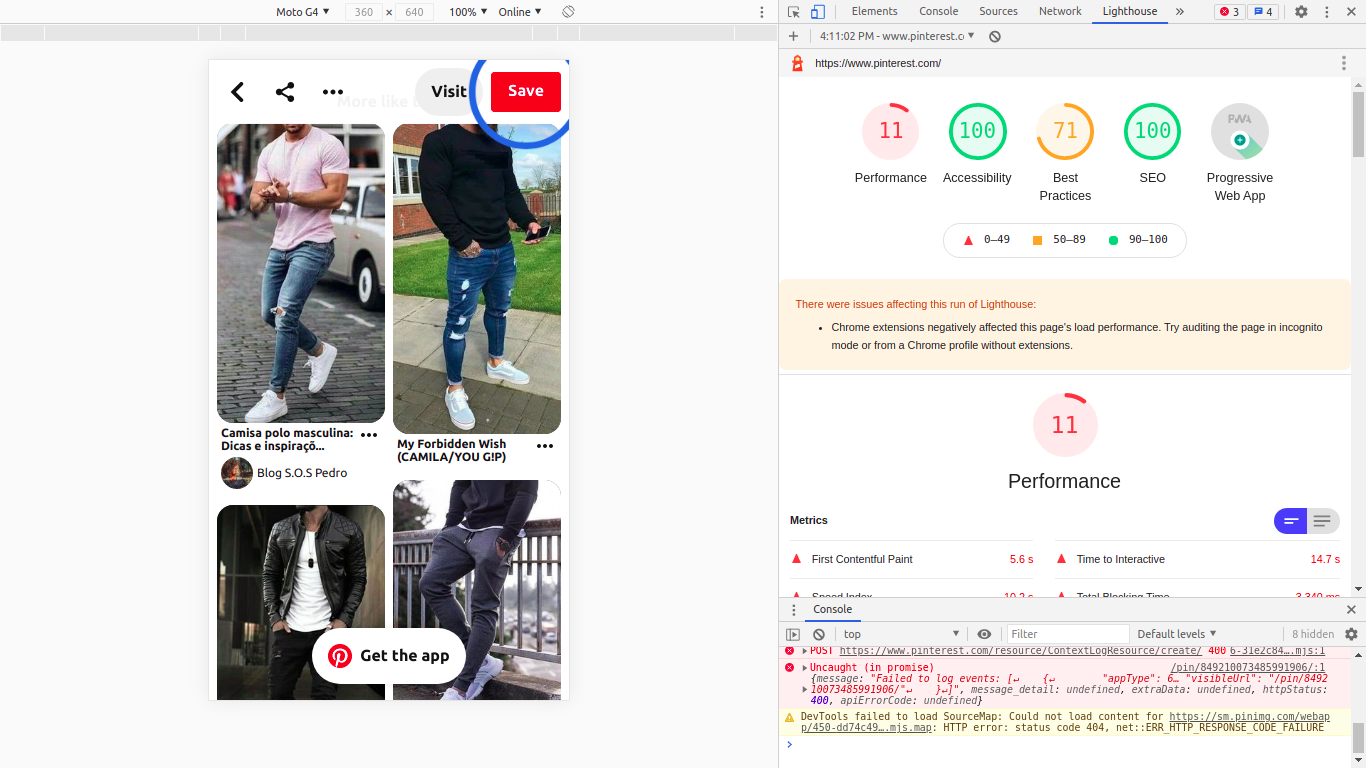 Moto G4
360 × 640
100%
Online
More like t
Visit
Save
Camisa polo masculina:
Dicas e inspiraçõ...
Blog S.O.S Pedro
My Forbidden Wish
(CAMILA/YOU G!P)
Get the app
Elements
Console
Sources
Network
Lighthouse
3
4
4:11:02 PM - www.pinterest.c
https://www.pinterest.com/
11
100
71
100
PWA
Performance
Accessibility
Best
Practices
SEO
Progressive
Web App
0–49
50–89
90–100
There were issues affecting this run of Lighthouse:
Chrome extensions negatively affected this page's load performance. Try auditing the page in incognito
mode or from a Chrome profile without extensions.
11
Performance
Metrics
First Contentful Paint 5.6 s
Time to Interactive 14.7 s
Speed Index 10.2 s
Total Blocking Time 3,340 ms
Console
top
Filter
Default levels
8 hidden
POST https://www.pinterest.com/resource/ContextLogResource/create/ 400 6-31e2c84….mjs:1
Uncaught (in promise) /pin/849210073485991906/:1
{message: "Failed to log events: [↵    {↵        "appType": 6… "visibleUrl": "/pin/8492
10073485991906/"↵    }↵]", message_detail: undefined, extraData: undefined, httpStatus:
400, apiErrorCode: undefined}
DevTools failed to load SourceMap: Could not load content for https://sm.pinimg.com/webap
p/450-dd74c49….mjs.map: HTTP error: status code 404, net::ERR_HTTP_RESPONSE_CODE_FAILURE